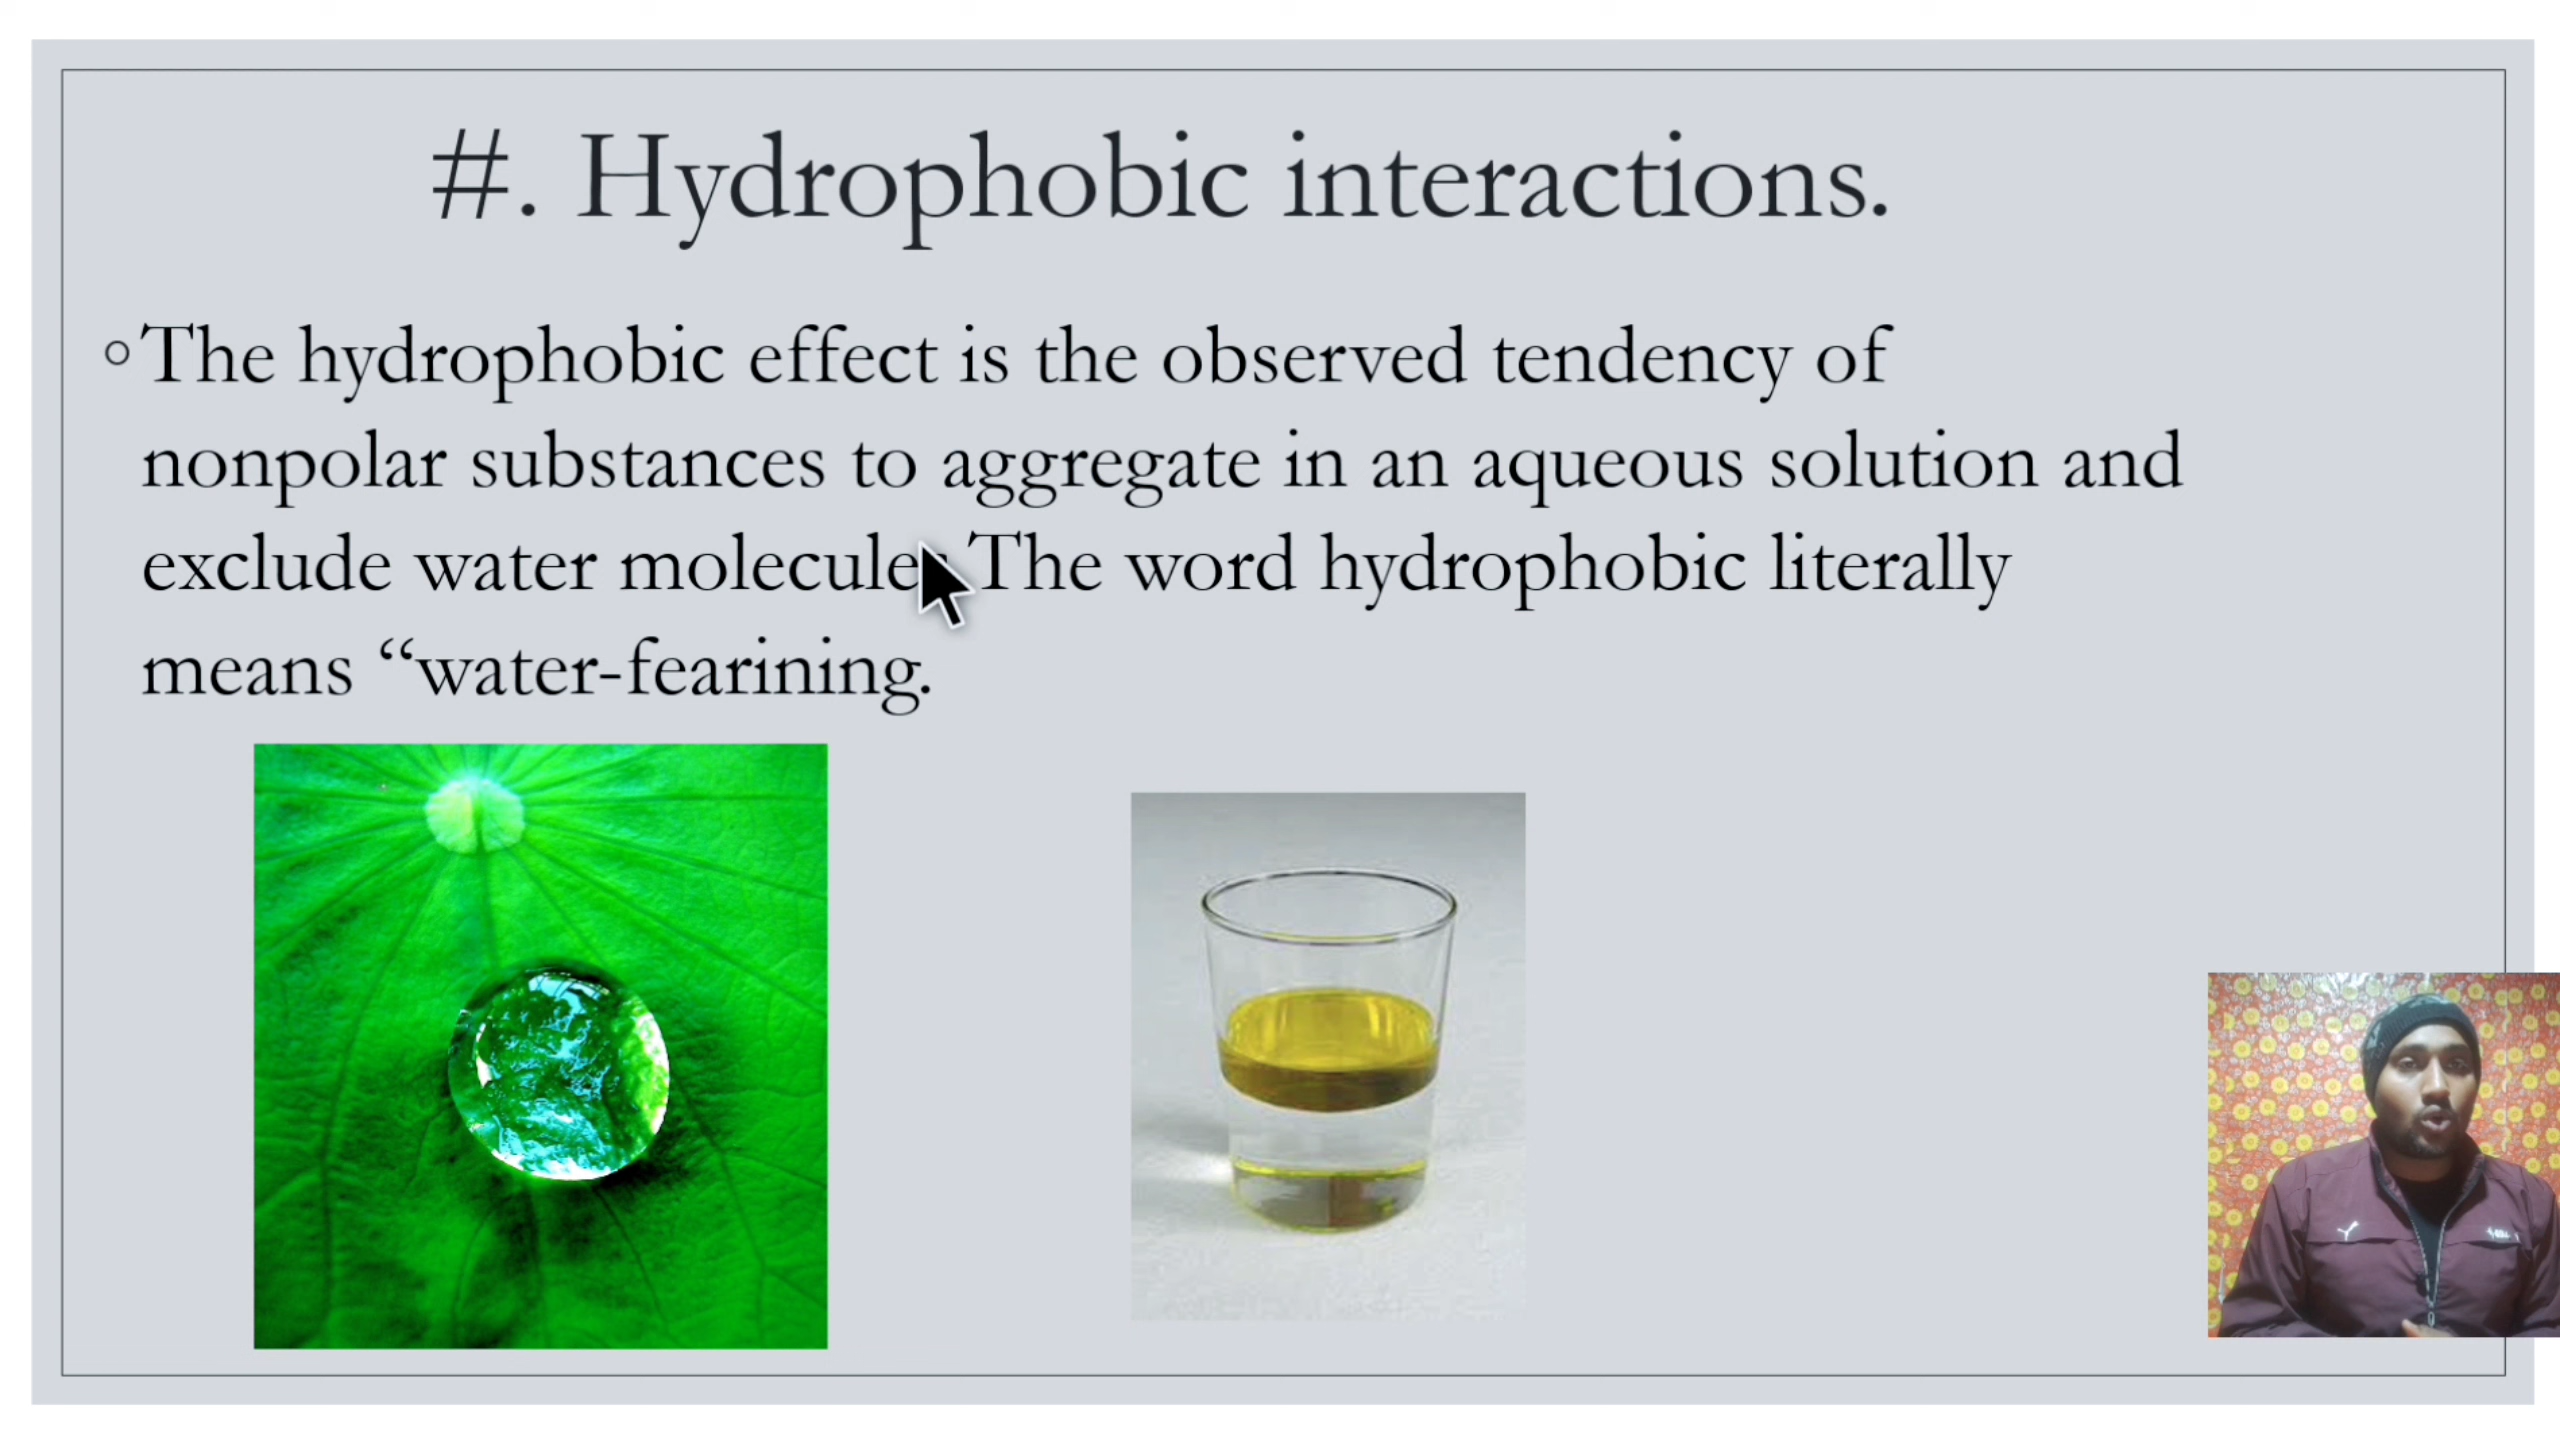 #. Hydrophobic interactions.
The hydrophobic effect is the observed tendency of
nonpolar substances to aggregate in an aqueous solution and
exclude water molecules The word hydrophobic literally
means “water-fearining.